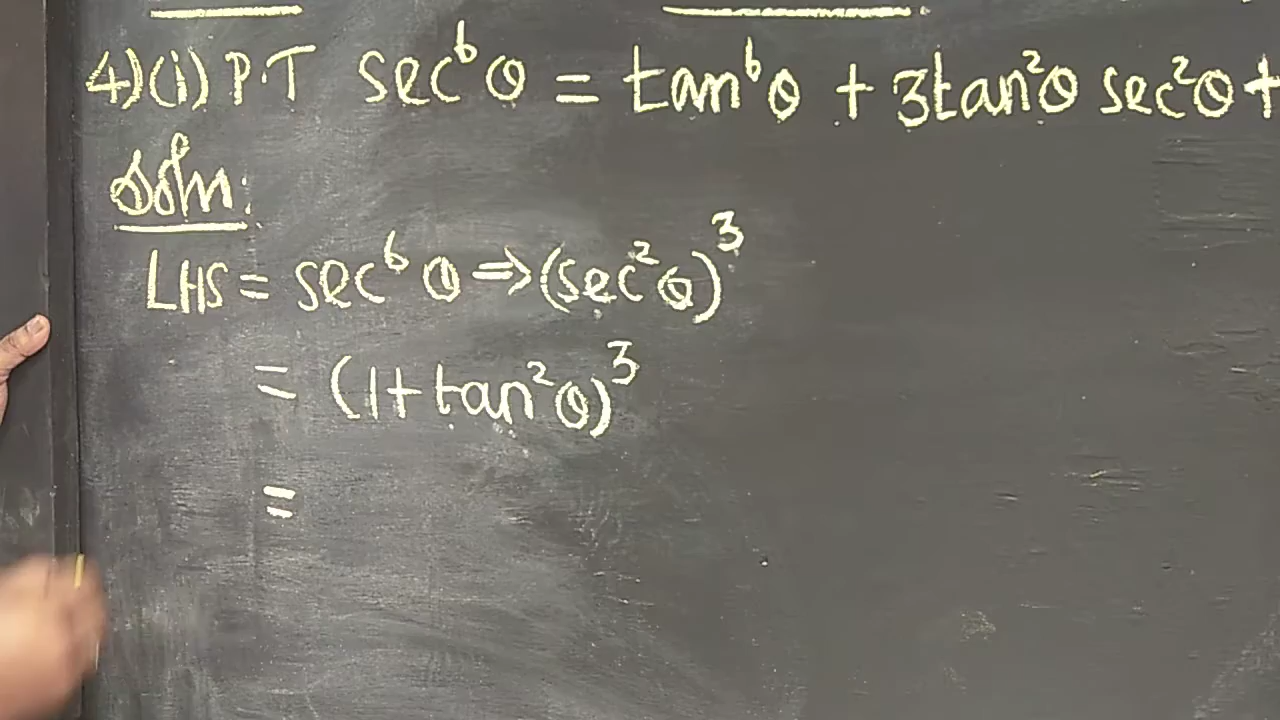 4)(i) P.T sec⁶θ = tan⁶θ + 3tan²θ sec²θ +
Soln:
LHS = sec⁶θ ⇒ (sec²θ)³
= (1+tan²θ)³
=